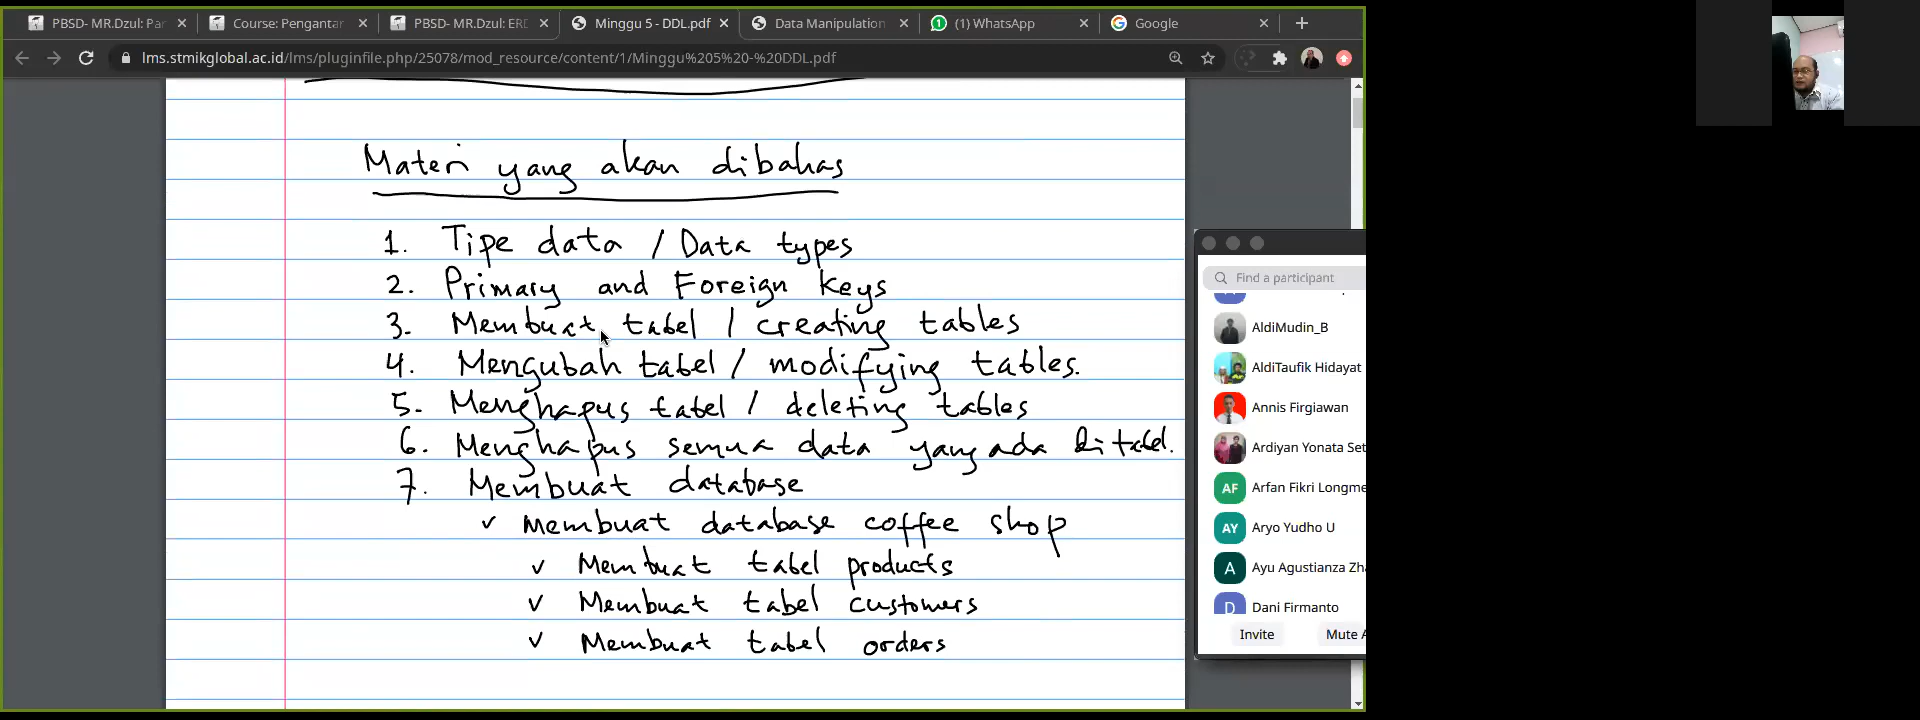 PBSD- MR.Dzul: Par
Course: Pengantar
PBSD- MR.Dzul: ERD
Minggu 5 - DDL.pdf
Data Manipulation
(1) WhatsApp
Google
lms.stmikglobal.ac.id/lms/pluginfile.php/25078/mod_resource/content/1/Minggu%205%20-%20DDL.pdf
Materi yang akan dibahas
1. Tipe data / Data types
2. Primary and Foreign keys
3. Membuat tabel / creating tables
4. Mengubah tabel / modifying tables.
5. Menghapus tabel / deleting tables
6. Menghapus semua data yang ada di tabel.
7. Membuat database
✓ Membuat database coffee shop
✓ Membuat tabel products
✓ Membuat tabel customers
✓ Membuat tabel orders
Find a participant
AldiMudin_B
AldiTaufik Hidayat
Annis Firgiawan
Ardiyan Yonata Set
AF Arfan Fikri Longme
AY Aryo Yudho U
A Ayu Agustianza Zha
D Dani Firmanto
Invite
Mute A